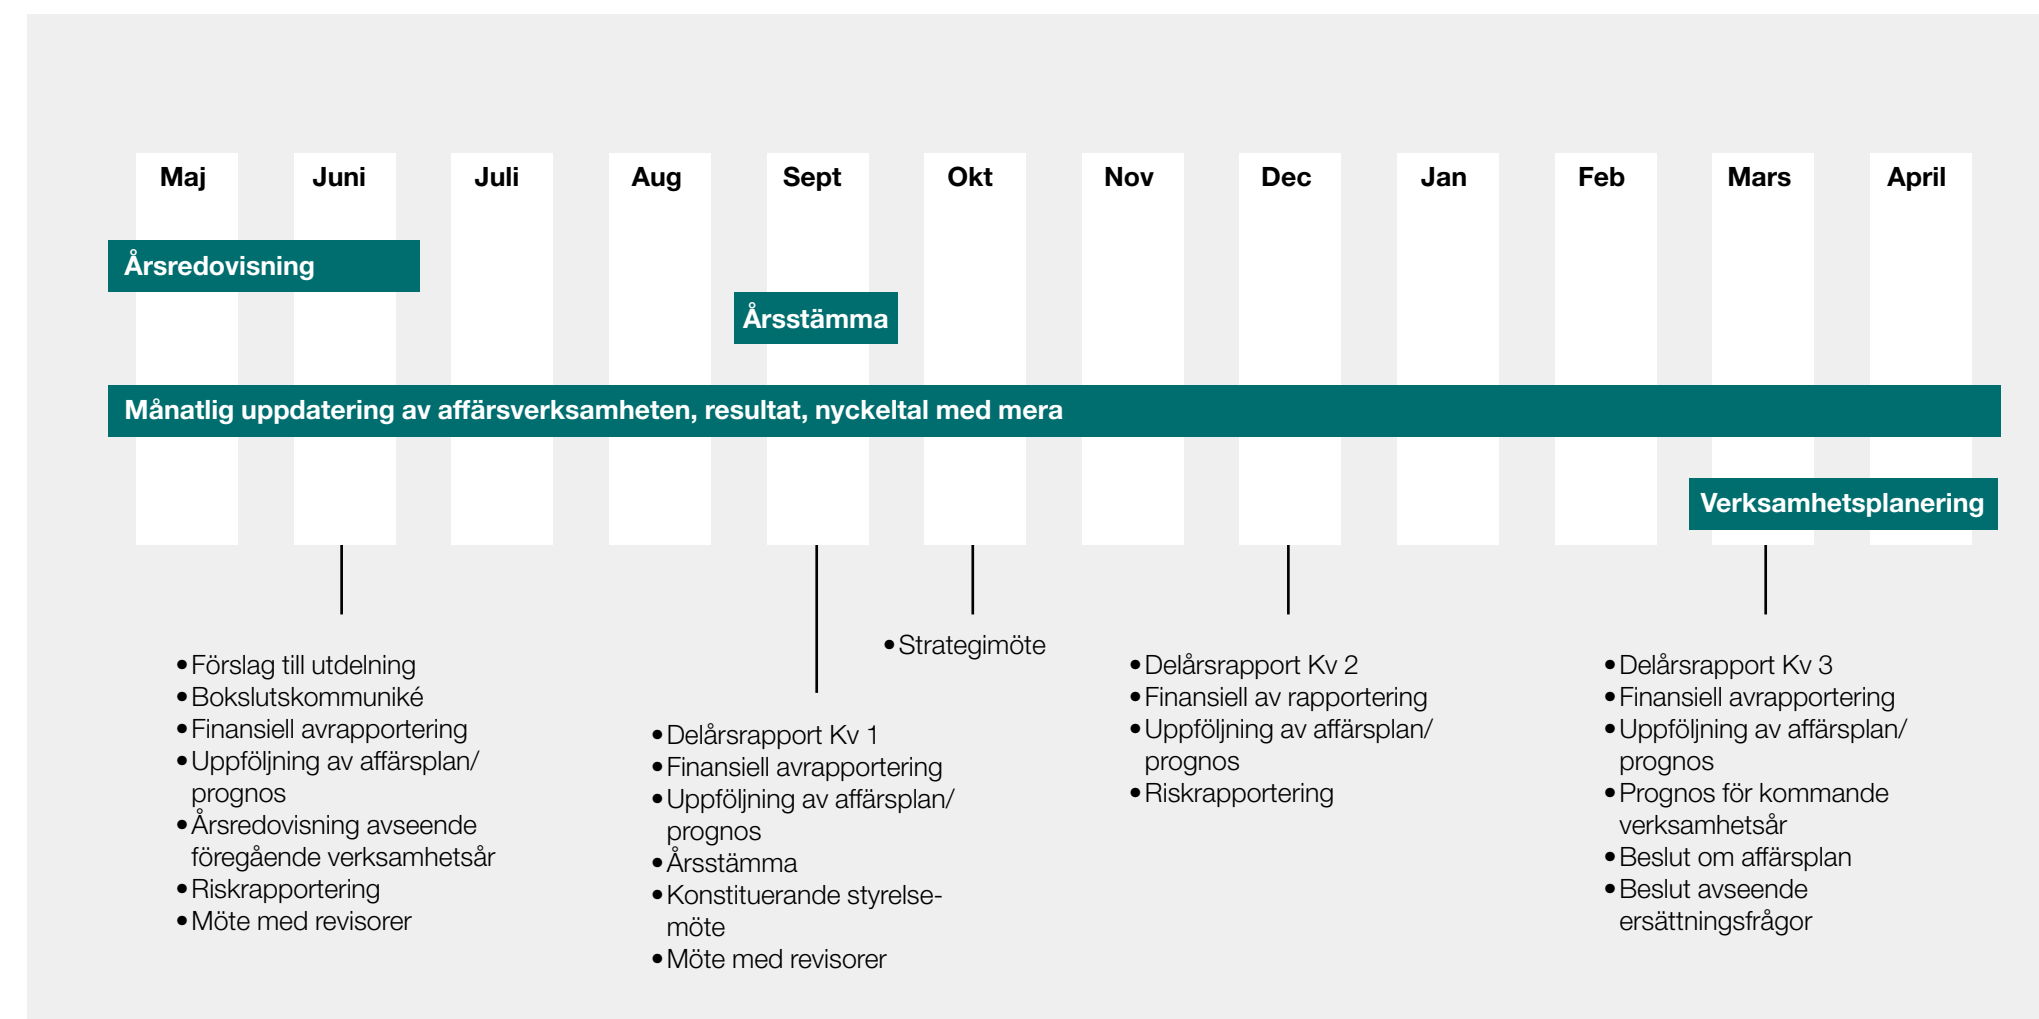 Maj Juni Juli Aug Sept Okt Nov Dec Jan Feb Mars April
Årsredovisning
Årsstämma
Månatlig uppdatering av affärsverksamheten, resultat, nyckeltal med mera
Verksamhetsplanering
•Förslag till utdelning
•Bokslutskommuniké
•Finansiell avrapportering
•Uppföljning av affärsplan/
prognos
•Årsredovisning avseende
föregående verksamhetsår
•Riskrapportering
•Möte med revisorer
•Delårsrapport Kv 1
•Finansiell avrapportering
•Uppföljning av affärsplan/
prognos
•Årsstämma
•Konstituerande styrelse-
möte
•Möte med revisorer
•Strategimöte
•Delårsrapport Kv 2
•Finansiell av rapportering
•Uppföljning av affärsplan/
prognos
•Riskrapportering
•Delårsrapport Kv 3
•Finansiell avrapportering
•Uppföljning av affärsplan/
prognos
•Prognos för kommande
verksamhetsår
•Beslut om affärsplan
•Beslut avseende
ersättningsfrågor